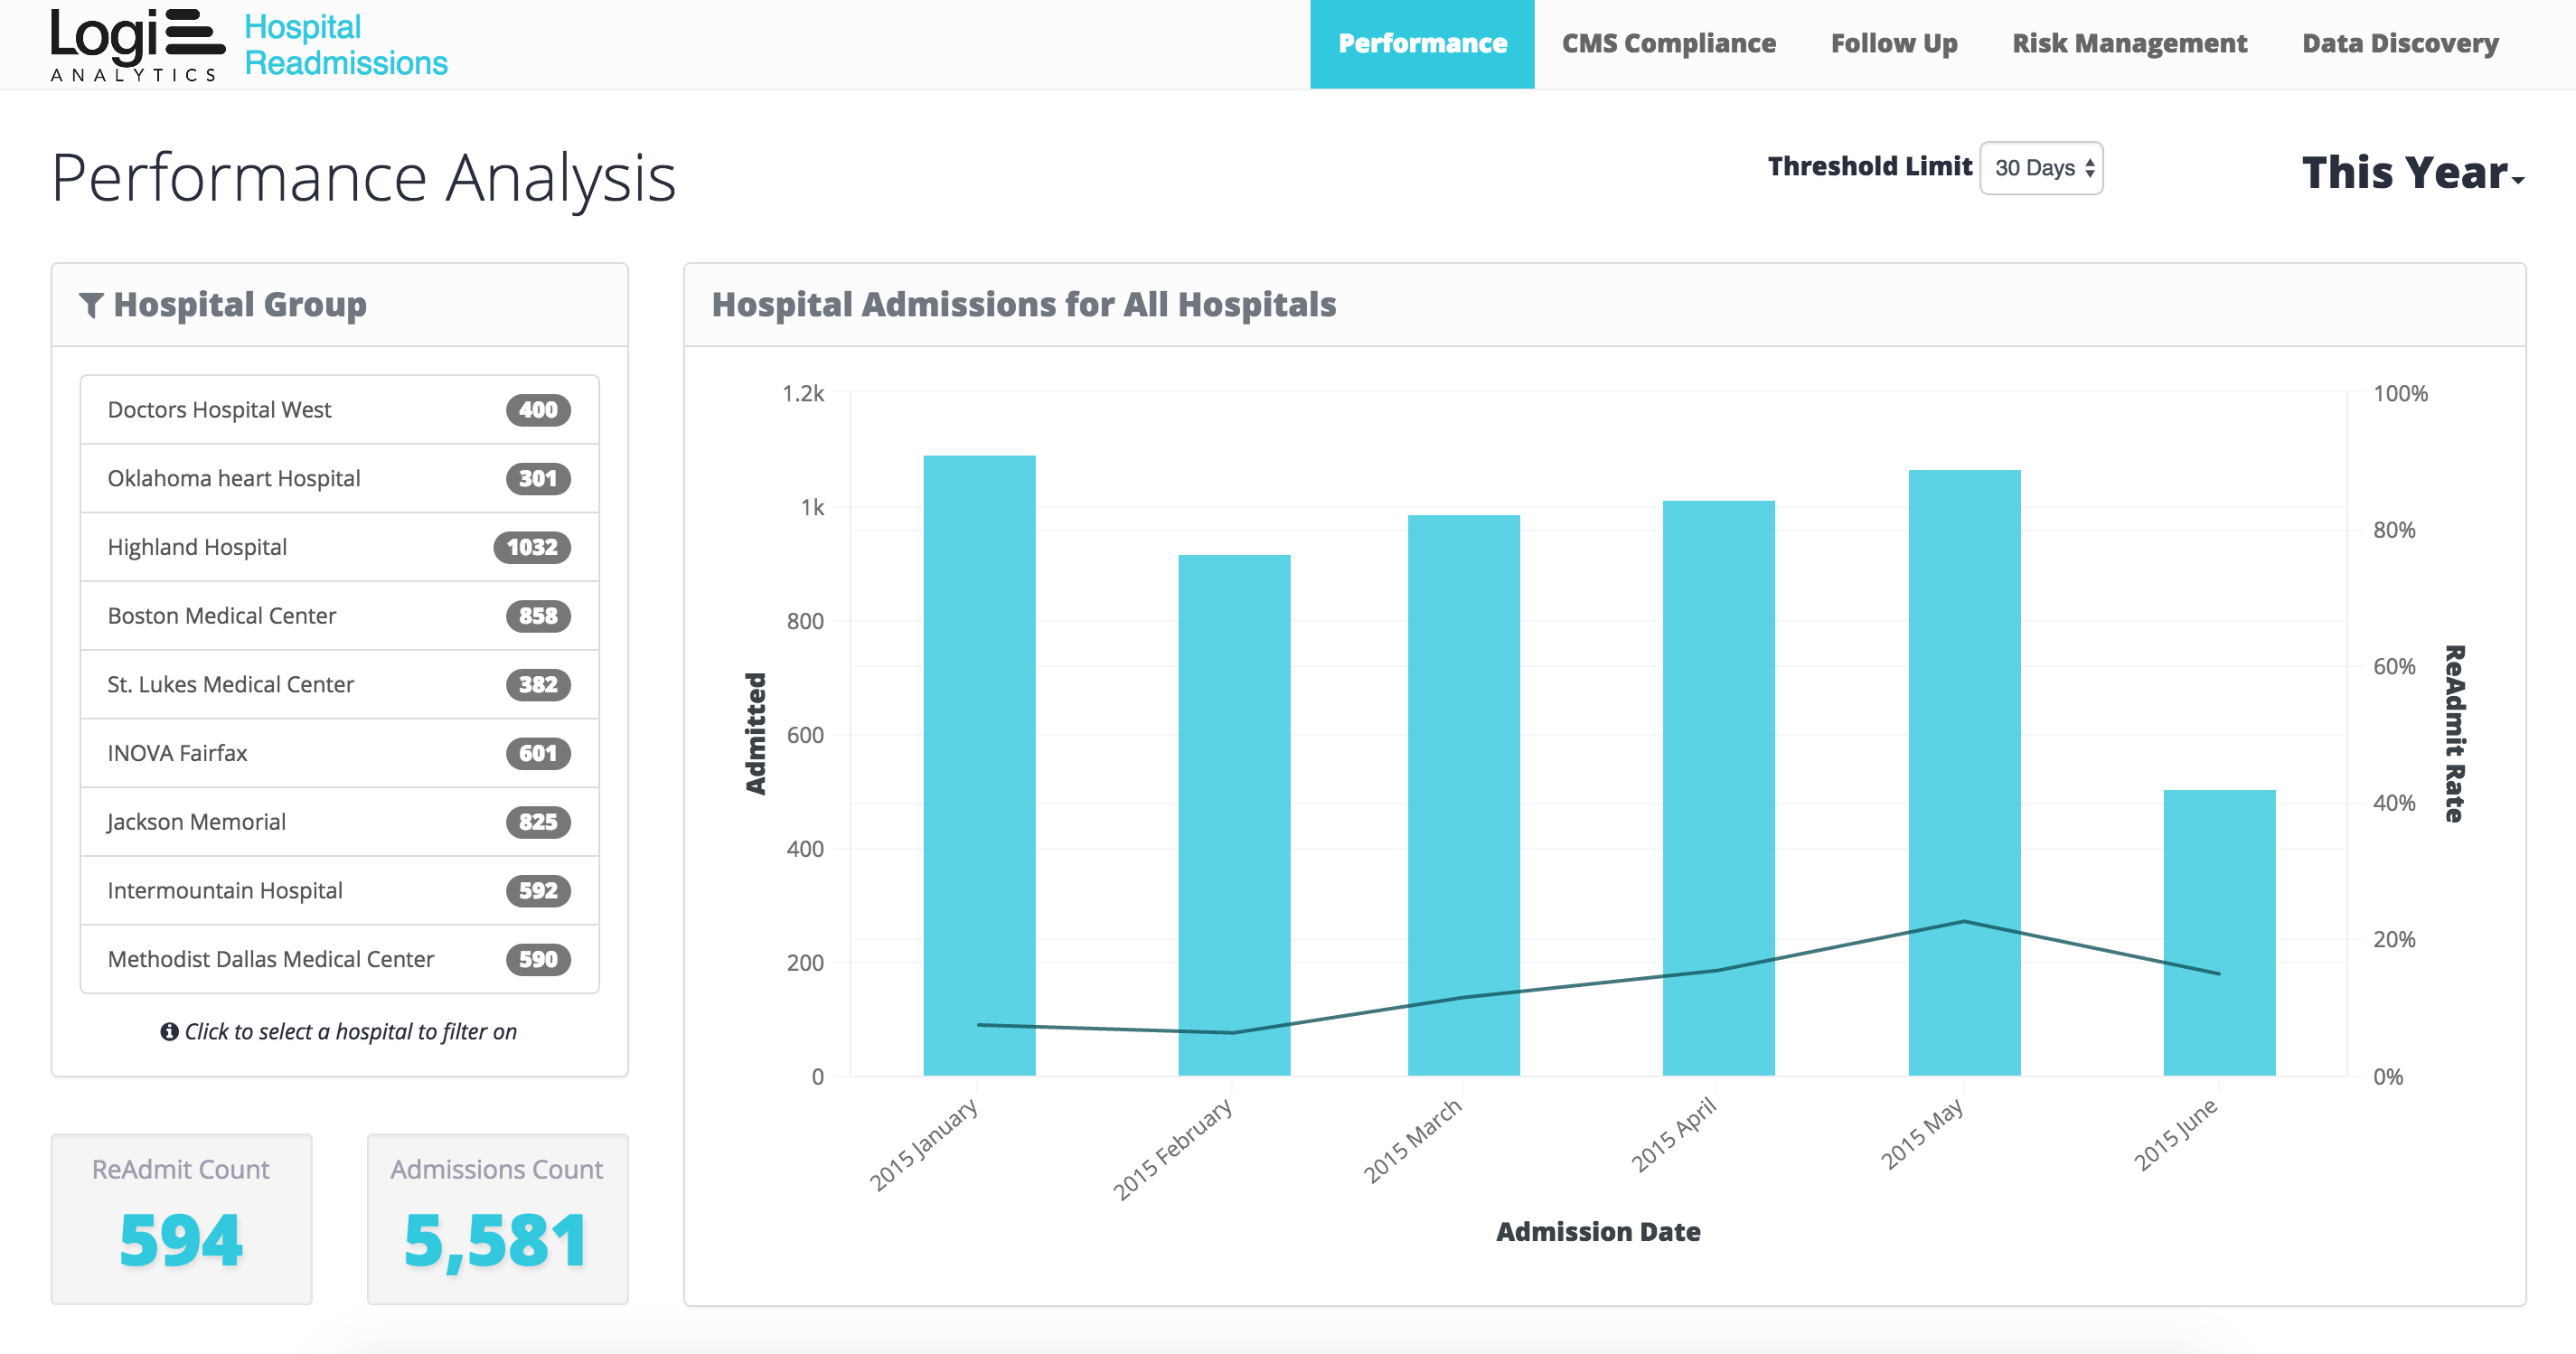 Logi
ANALYTICS
Hospital
Readmissions
Performance
CMS Compliance
Follow Up
Risk Management
Data Discovery
Performance Analysis
Threshold Limit
30 Days
This Year
Hospital Group
Doctors Hospital West 400
Oklahoma heart Hospital 301
Highland Hospital 1032
Boston Medical Center 858
St. Lukes Medical Center 382
INOVA Fairfax 601
Jackson Memorial 825
Intermountain Hospital 592
Methodist Dallas Medical Center 590
Click to select a hospital to filter on
ReAdmit Count
594
Admissions Count
5,581
Hospital Admissions for All Hospitals
Admitted
1.2k
1k
800
600
400
200
0
100%
80%
60%
40%
20%
0%
ReAdmit Rate
2015 January
2015 February
2015 March
2015 April
2015 May
2015 June
Admission Date